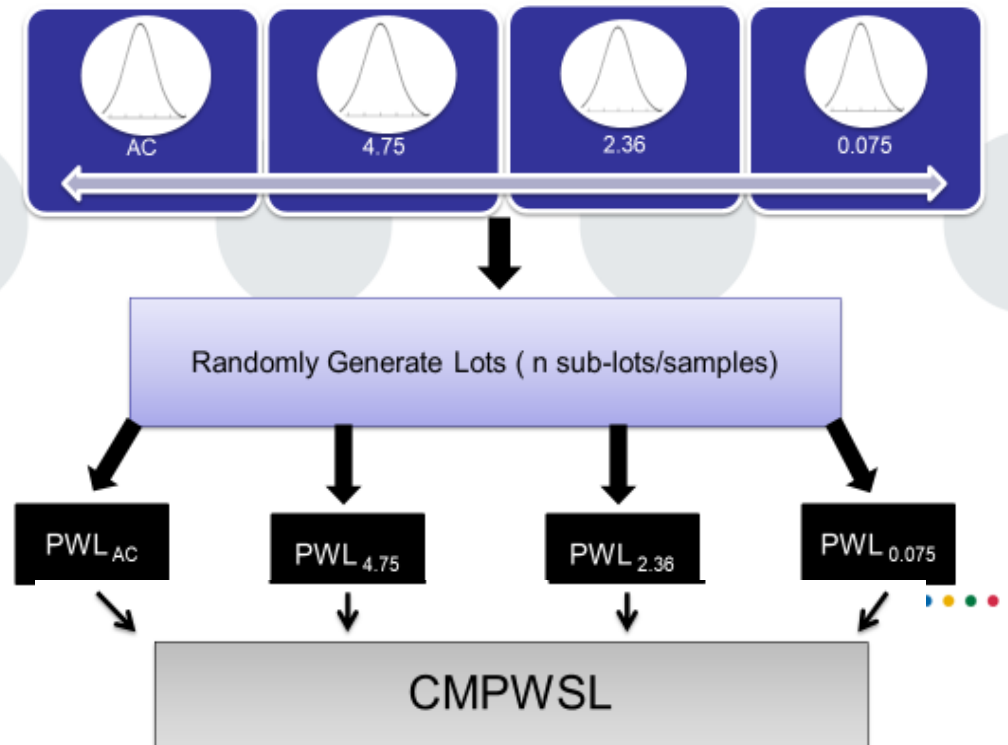 AC
4.75
2.36
0.075
Randomly Generate Lots ( n sub-lots/samples)
PWL AC
PWL 4.75
PWL 2.36
PWL 0.075
CMPWSL